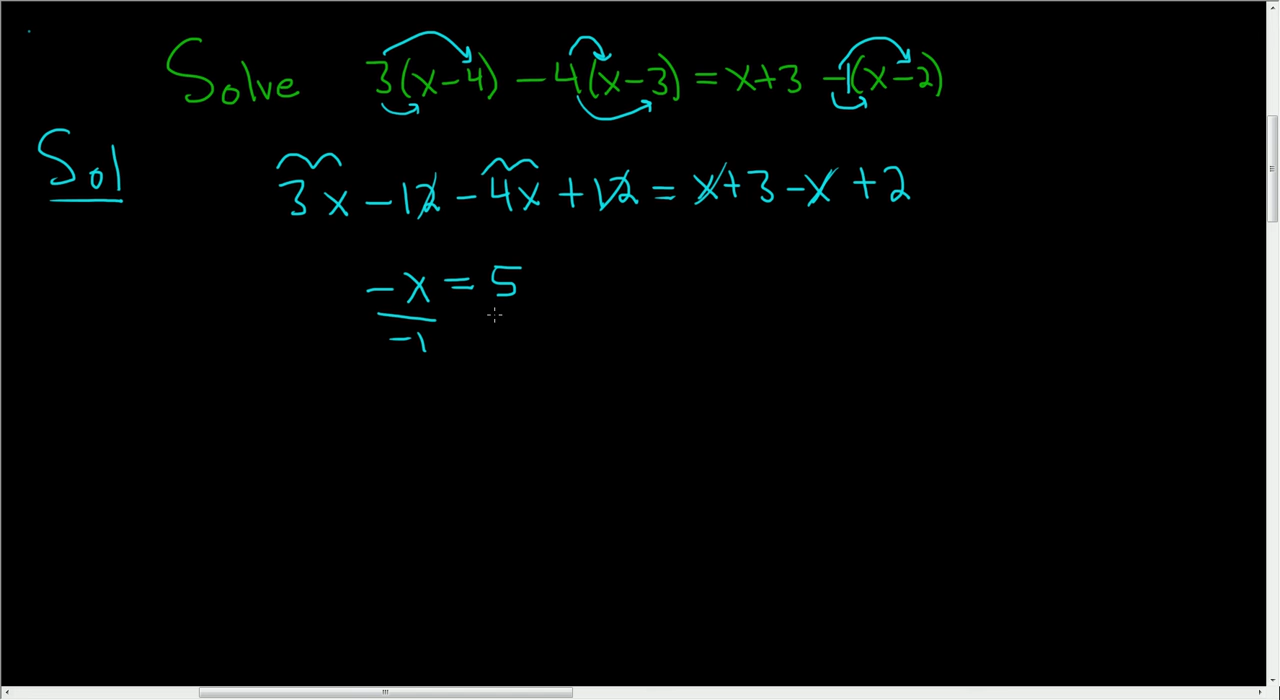 Solve 3(x-4) - 4(x-3) = x+3 -1(x-2)
Sol
3x - 12 - 4x + 12 = x + 3 - x + 2
-x = 5
-1